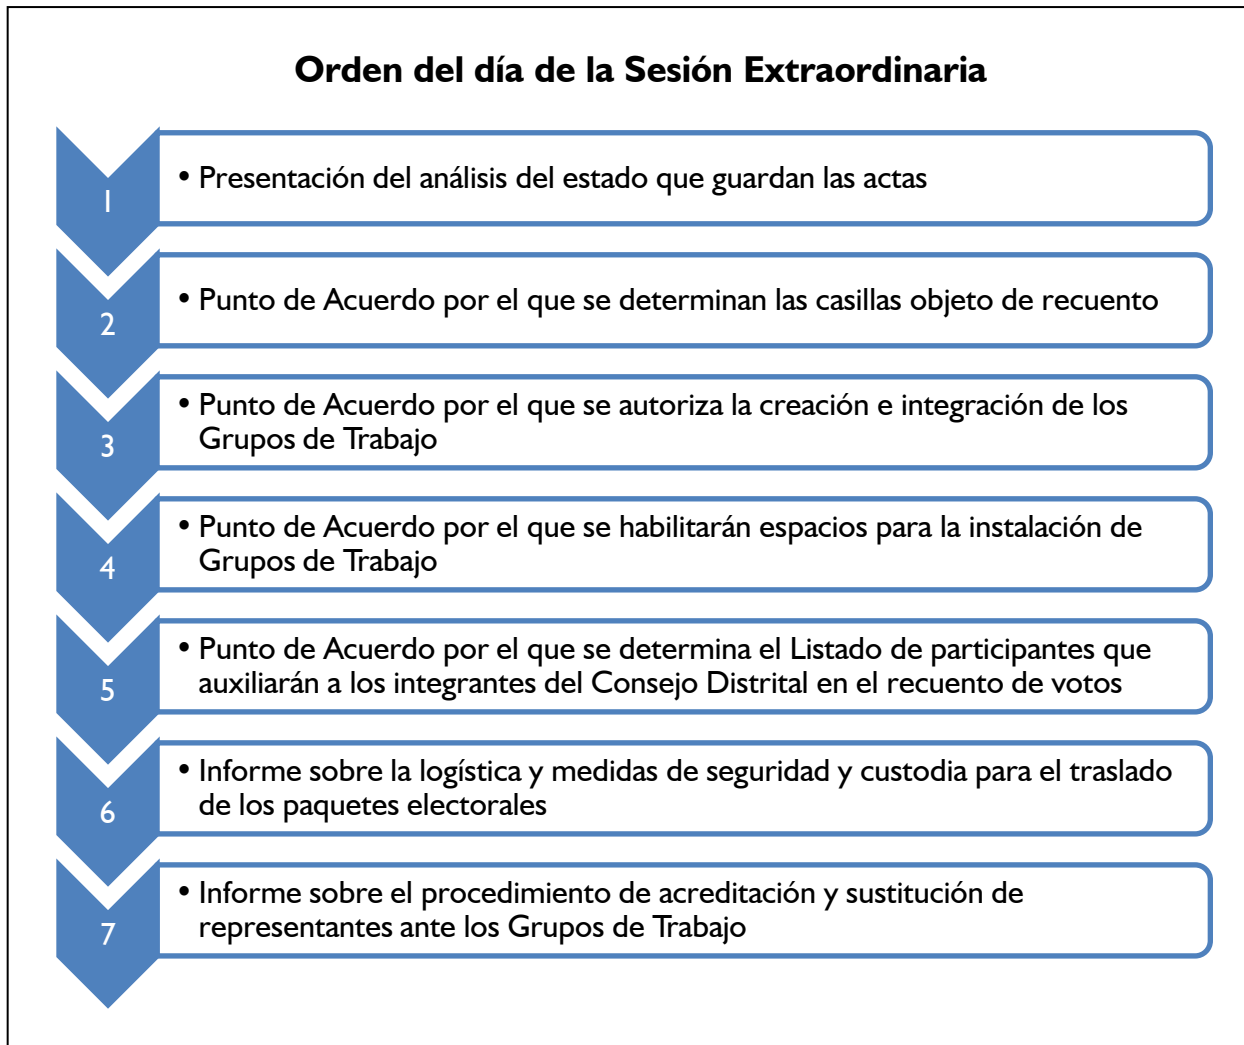 Orden del día de la Sesión Extraordinaria
1
• Presentación del análisis del estado que guardan las actas
2
• Punto de Acuerdo por el que se determinan las casillas objeto de recuento
3
• Punto de Acuerdo por el que se autoriza la creación e integración de los
Grupos de Trabajo
4
• Punto de Acuerdo por el que se habilitarán espacios para la instalación de
Grupos de Trabajo
5
• Punto de Acuerdo por el que se determina el Listado de participantes que
auxiliarán a los integrantes del Consejo Distrital en el recuento de votos
6
• Informe sobre la logística y medidas de seguridad y custodia para el traslado
de los paquetes electorales
7
• Informe sobre el procedimiento de acreditación y sustitución de
representantes ante los Grupos de Trabajo